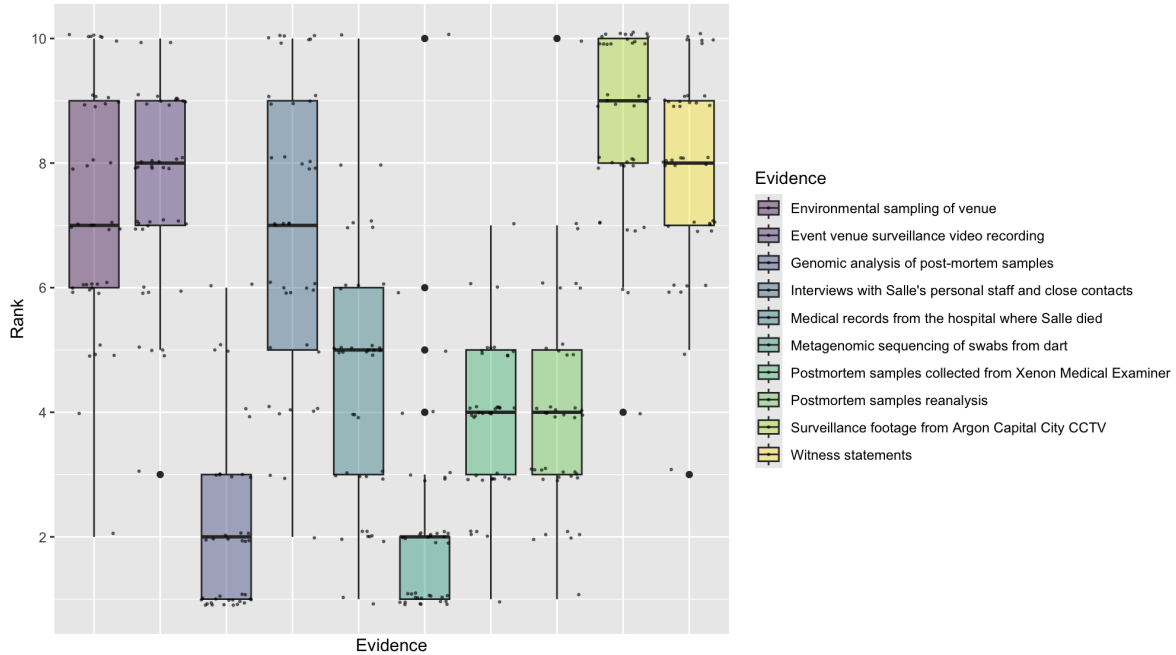 10
8
6
4
2
Rank
Evidence
Evidence
Environmental sampling of venue
Event venue surveillance video recording
Genomic analysis of post-mortem samples
Interviews with Salle's personal staff and close contacts
Medical records from the hospital where Salle died
Metagenomic sequencing of swabs from dart
Postmortem samples collected from Xenon Medical Examiner
Postmortem samples reanalysis
Surveillance footage from Argon Capital City CCTV
Witness statements